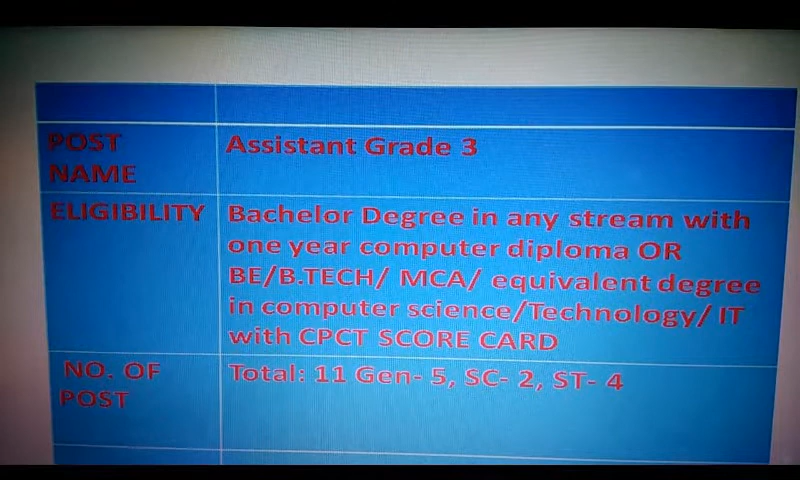 POST
NAME
Assistant Grade 3
ELIGIBILITY
Bachelor Degree in any stream with
one year computer diploma OR
BE/B.TECH/ MCA/ equivalent degree
in computer science/Technology/ IT
with CPCT SCORE CARD
NO. OF
POST
Total: 11 Gen- 5, SC- 2, ST- 4